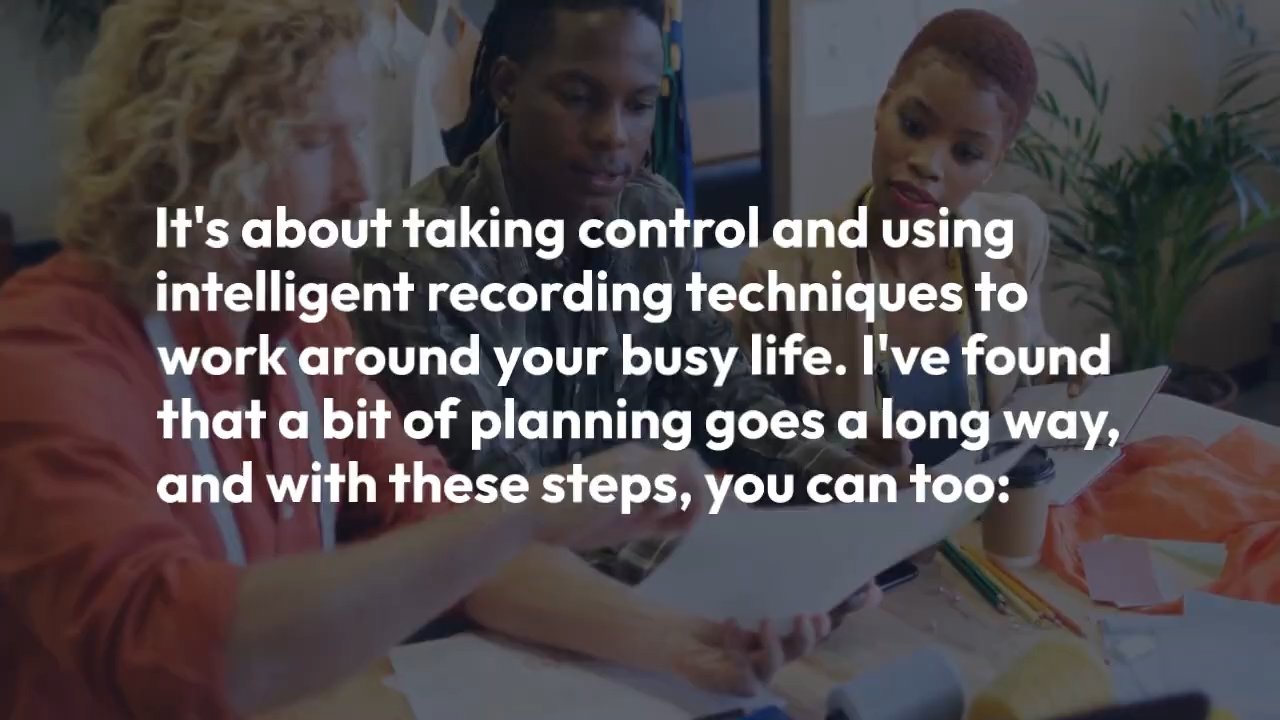 It's about taking control and using
intelligent recording techniques to
work around your busy life. I've found
that a bit of planning goes a long way,
and with these steps, you can too: